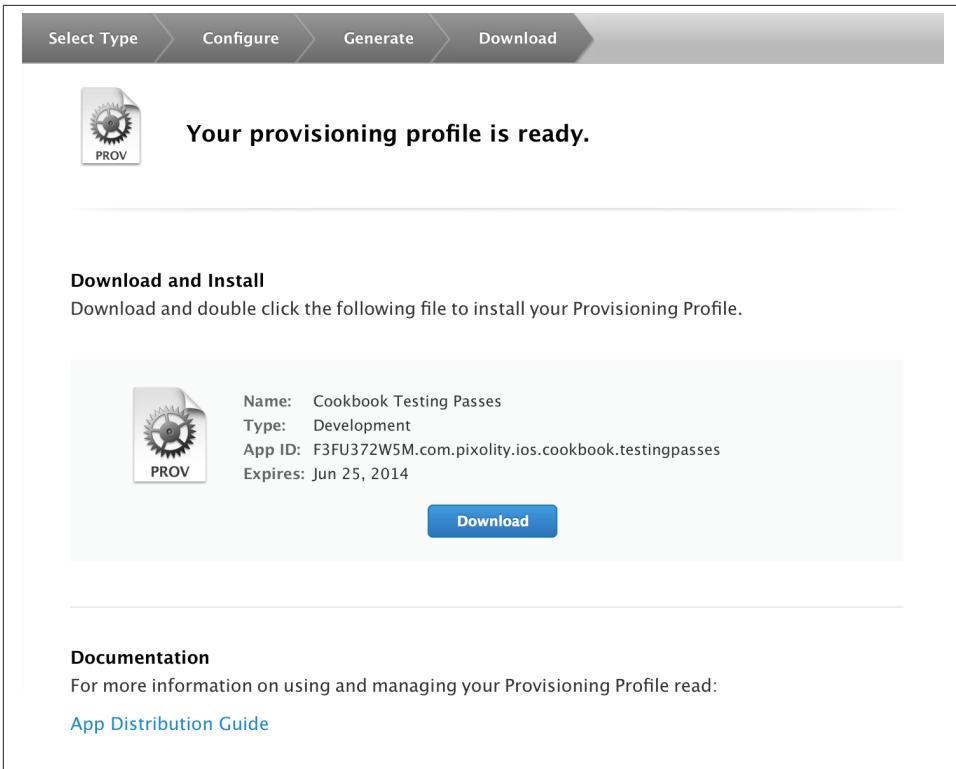 Select Type Configure Generate Download
PROV
Your provisioning profile is ready.
Download and Install
Download and double click the following file to install your Provisioning Profile.
PROV
Name: Cookbook Testing Passes
Type: Development
App ID: F3FU372W5M.com.pixolity.ios.cookbook.testingpasses
Expires: Jun 25, 2014
Download
Documentation
For more information on using and managing your Provisioning Profile read:
App Distribution Guide